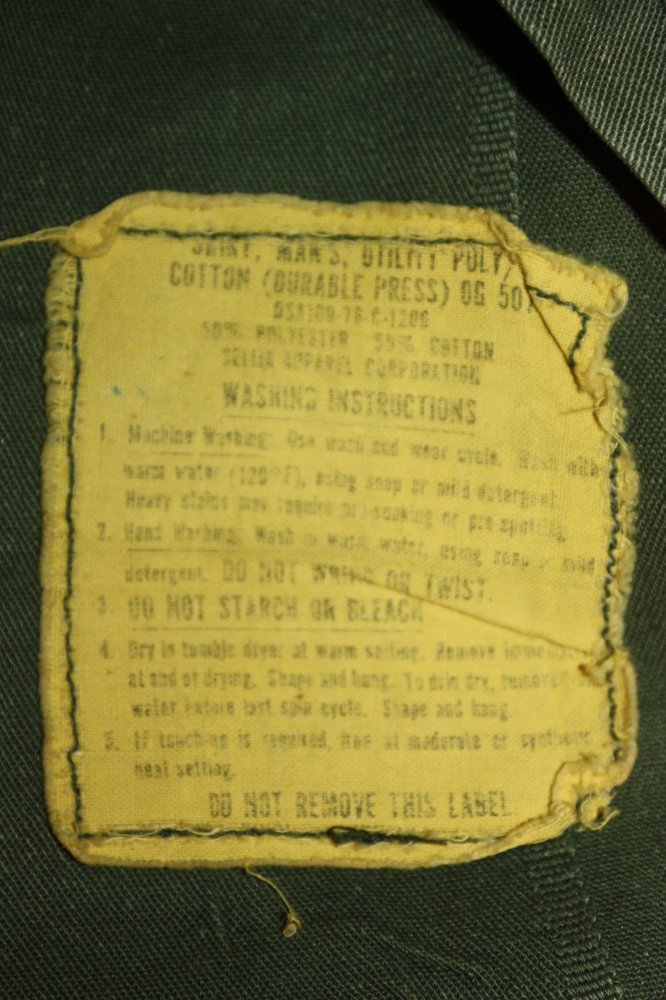 SHIRT, MAN'S, UTILITY POLY/
COTTON (DURABLE PRESS) OG 507
DSA100-76-C-1200
50% POLYESTER 50% COTTON
APPAREL CORPORATION
WASHING INSTRUCTIONS
1. Machine Washing: Use wash and wear cycle. Wash with
warm water (120°F), using soap or mild detergent.
Heavy stains may require pre-soaking or pre-spotting.
2. Hand Washing: Wash in water, using soap or mild
detergent. DO NOT WRING OR TWIST.
3. DO NOT STARCH OR BLEACH
4. Dry in tumble dryer at warm setting. Remove
at end of drying. Shape and hang. To drip dry, remove
water before last spin cycle. Shape and hang
5. If touch-up is required, iron at moderate or synthetic
heat setting.
DO NOT REMOVE THIS LABEL